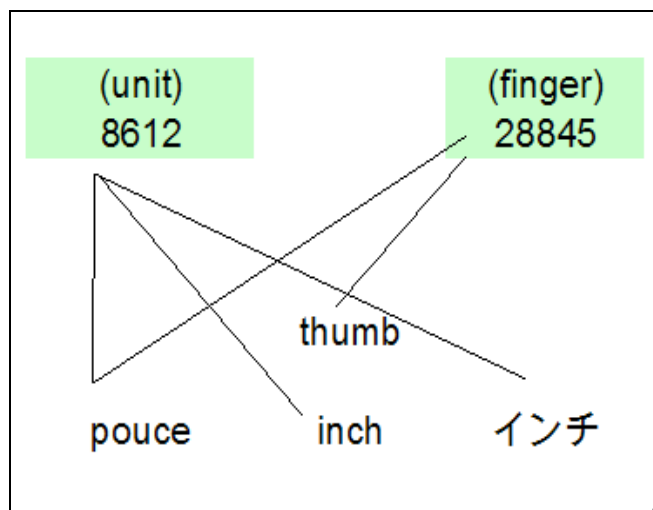 (unit)
8612
(finger)
28845
thumb
pouce
inch
インチ